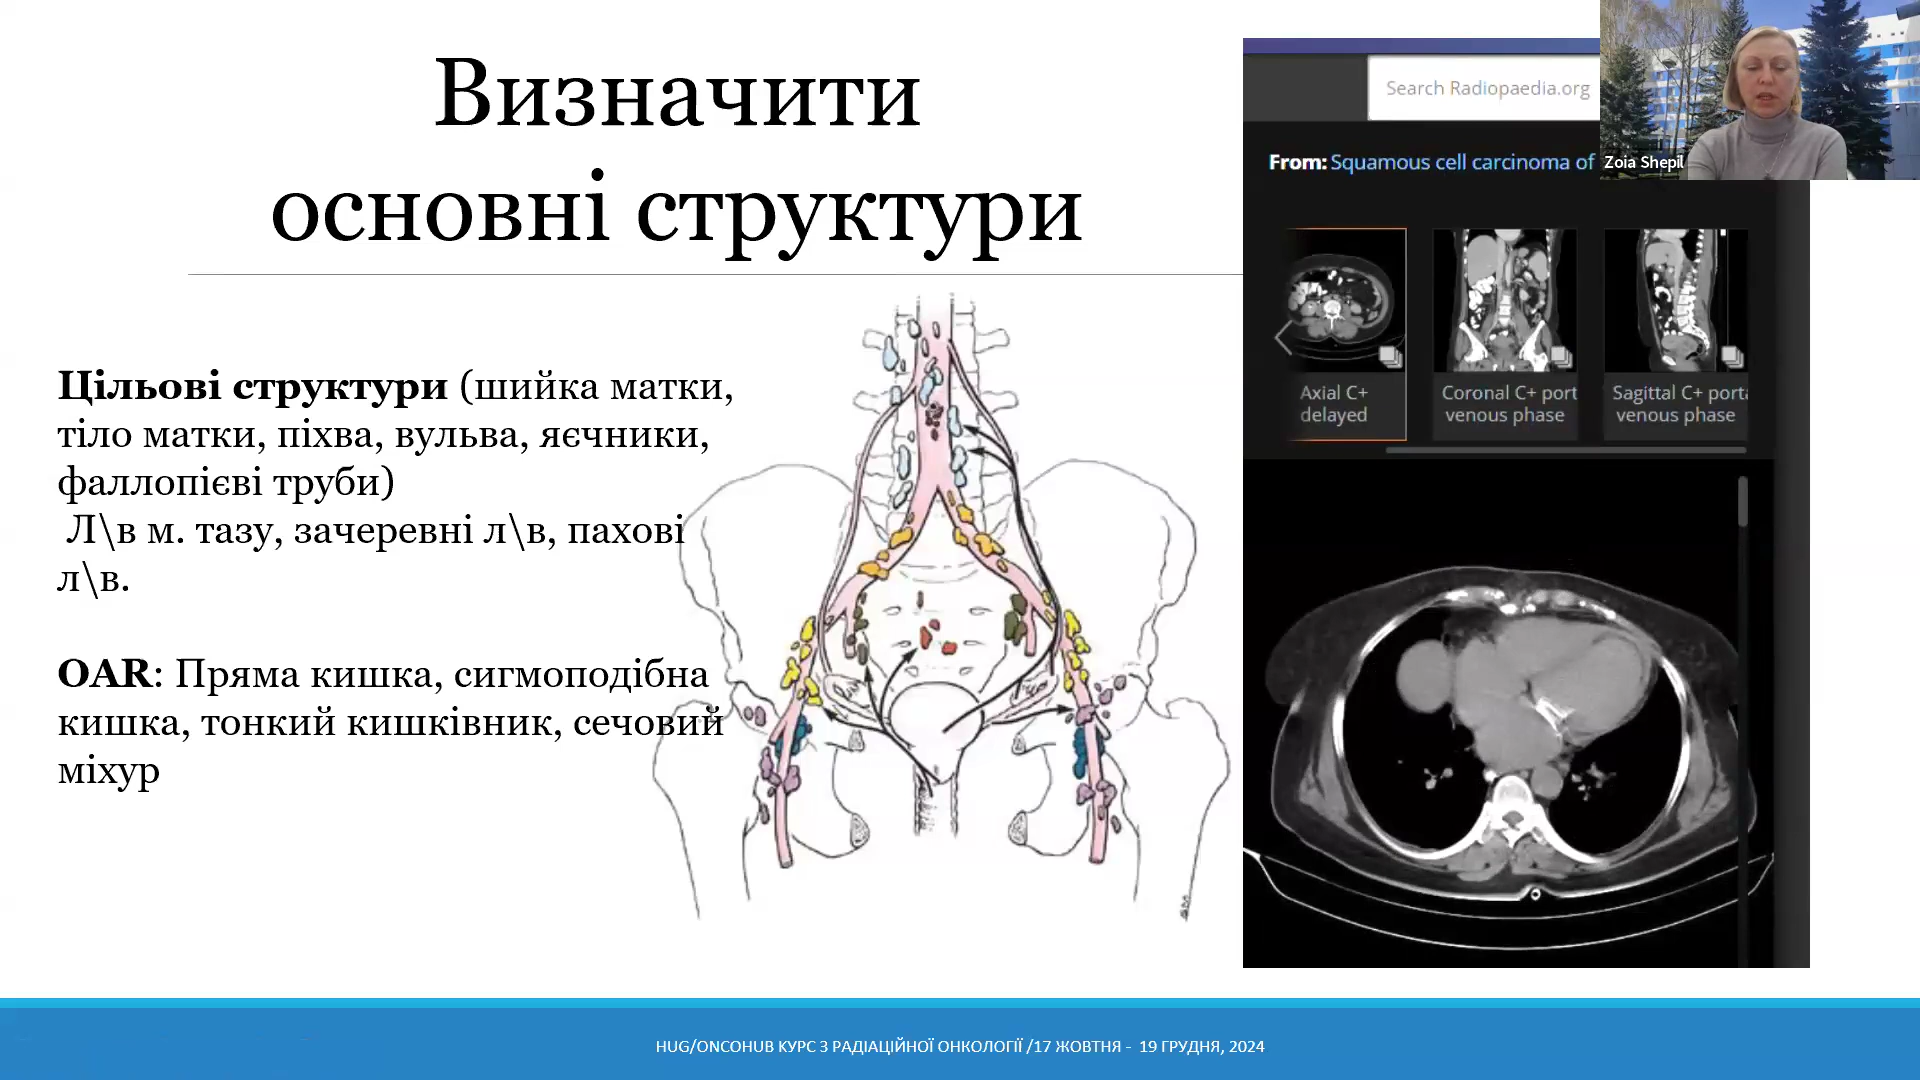 Визначити
основні структури
Цільові структури (шийка матки,
тіло матки, піхва, вульва, яєчники,
фаллопієві труби)
Л\в м. тазу, зачеревні л\в, пахові
л\в.
OAR: Пряма кишка, сигмоподібна
кишка, тонкий кишківник, сечовий
міхур
Search Radiopaedia.org
From: Squamous cell carcinoma of
Zoia Shepil
Axial C+
delayed
Coronal C+ port
venous phase
Sagittal C+ porta
venous phase
HUG/ONCOHUB КУРС З РАДІАЦІЙНОЇ ОНКОЛОГІЇ /17 ЖОВТНЯ - 19 ГРУДНЯ, 2024